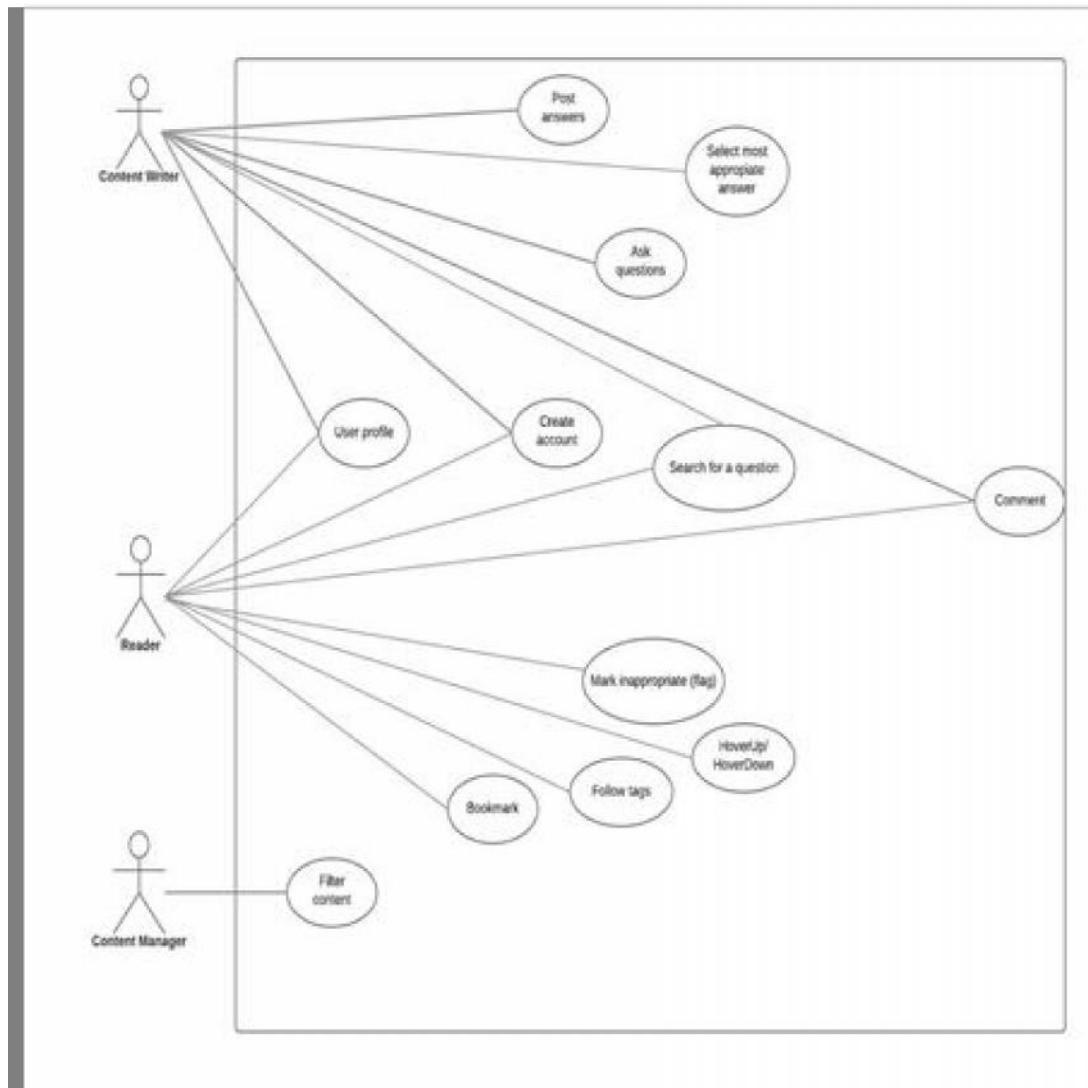 Post
answers
Select most
appropiate
answer
Content Writer
Ask
questions
User profile
Create
account
Search for a question
Comment
Reader
Mark inappropriate (flag)
HoverUp/
HoverDown
Follow tags
Bookmark
Filter
content
Content Manager